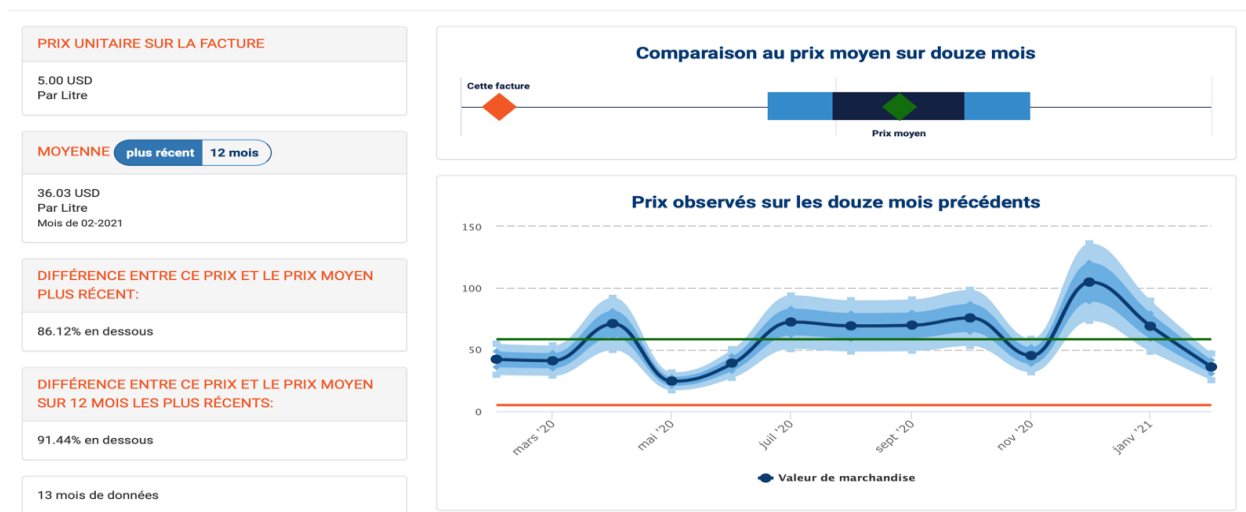 PRIX UNITAIRE SUR LA FACTURE
5.00 USD
Par Litre
MOYENNE plus récent 12 mois
36.03 USD
Par Litre
Mois de 02-2021
DIFFÉRENCE ENTRE CE PRIX ET LE PRIX MOYEN
PLUS RÉCENT:
86.12% en dessous
DIFFÉRENCE ENTRE CE PRIX ET LE PRIX MOYEN
SUR 12 MOIS LES PLUS RÉCENTS:
91.44% en dessous
13 mois de données
Comparaison au prix moyen sur douze mois
Cette facture
Prix moyen
Prix observés sur les douze mois précédents
150
100
50
0
mars '20
mai '20
juil '20
sept '20
nov '20
janv '21
Valeur de marchandise